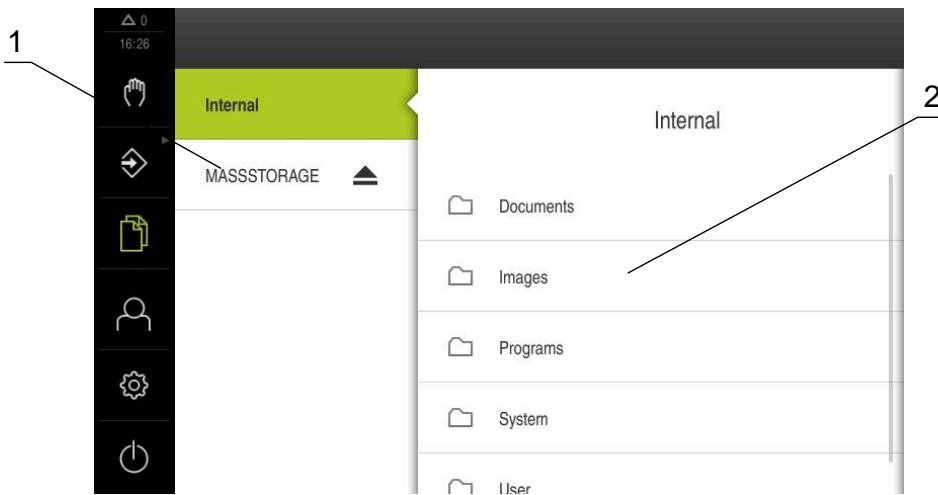 0
16:26
1
2
Internal
MASSSTORAGE
Internal
Documents
Images
Programs
System
User